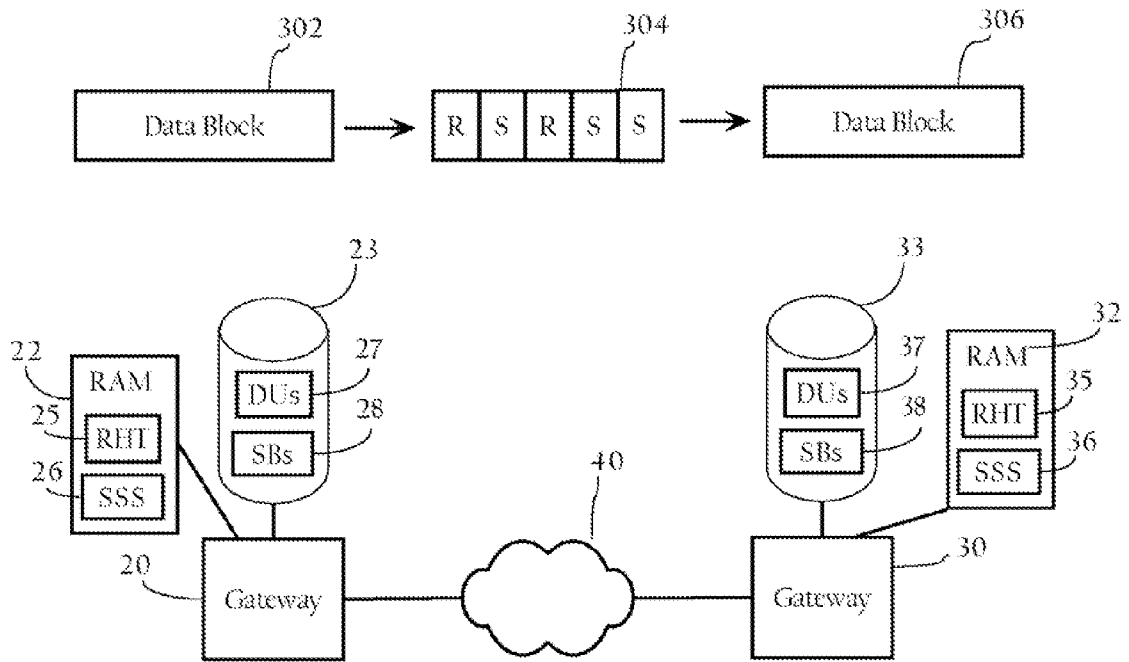 302
304
306
Data Block
R S R S S
Data Block
23
33
22
RAM
27
DUs
37
DUs
32
RAM
25
RHT
28
SBs
38
SBs
35
RHT
26
SSS
40
36
SSS
20
Gateway
30
Gateway